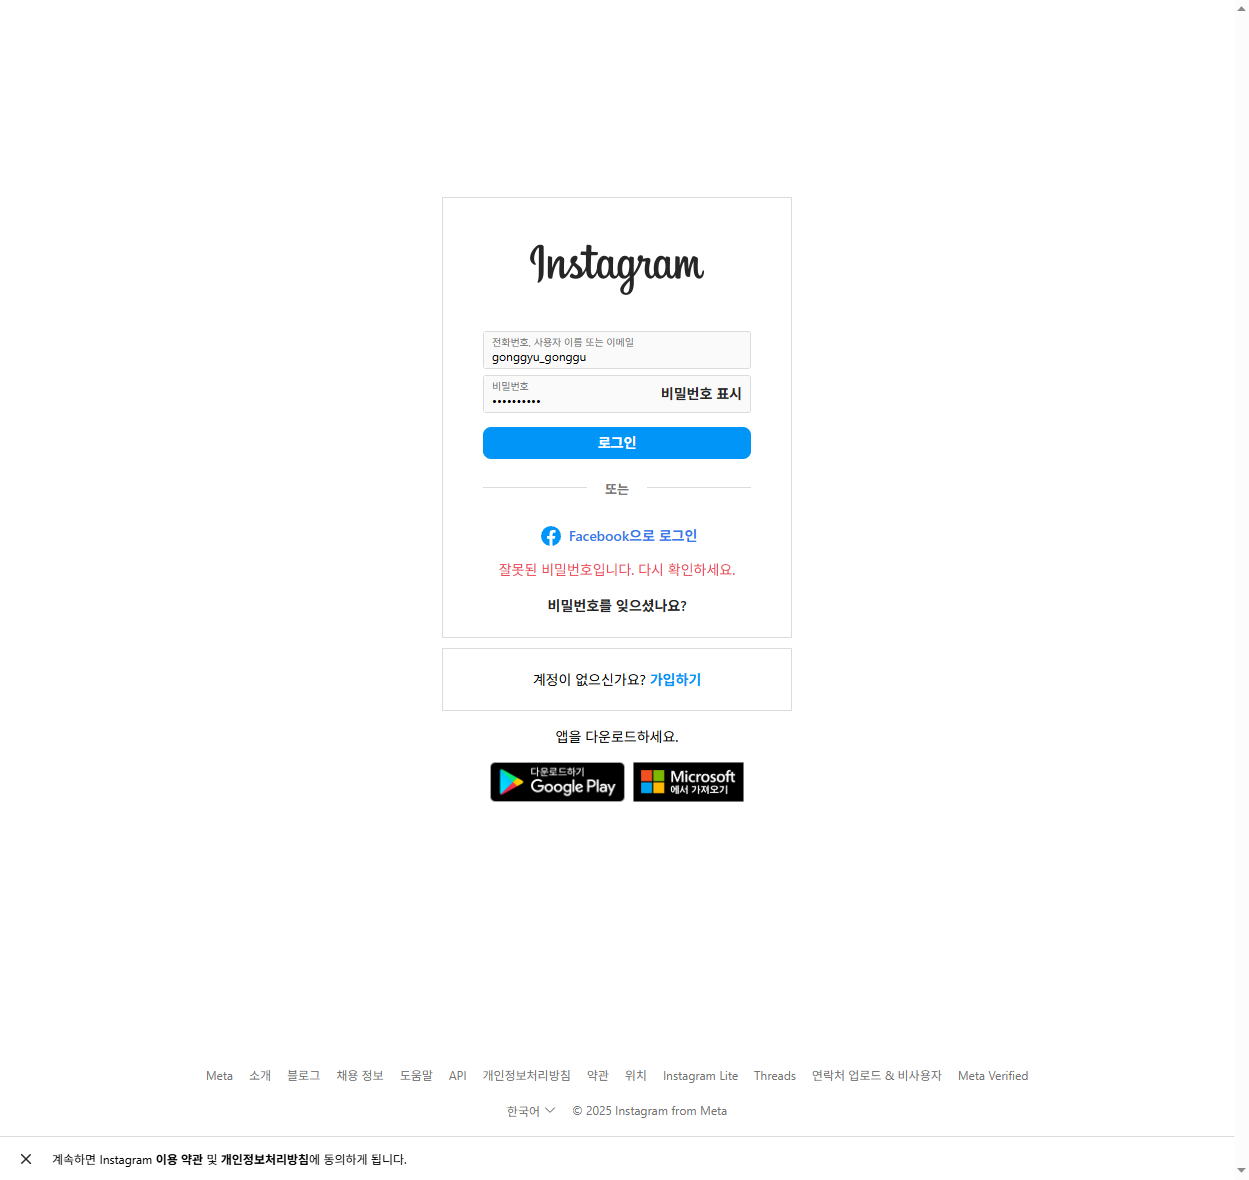 Instagram
전화번호, 사용자 이름 또는 이메일
gonggyu_gonggu
비밀번호
••••••••••
비밀번호 표시
로그인
또는
Facebook으로 로그인
잘못된 비밀번호입니다. 다시 확인하세요.
비밀번호를 잊으셨나요?
계정이 없으신가요? 가입하기
앱을 다운로드하세요.
다운로드하기
Google Play
Microsoft
에서 가져오기
Meta 소개 블로그 채용 정보 도움말 API 개인정보처리방침 약관 위치 Instagram Lite Threads 연락처 업로드 & 비사용자 Meta Verified
한국어 © 2025 Instagram from Meta
계속하면 Instagram 이용 약관 및 개인정보처리방침에 동의하게 됩니다.